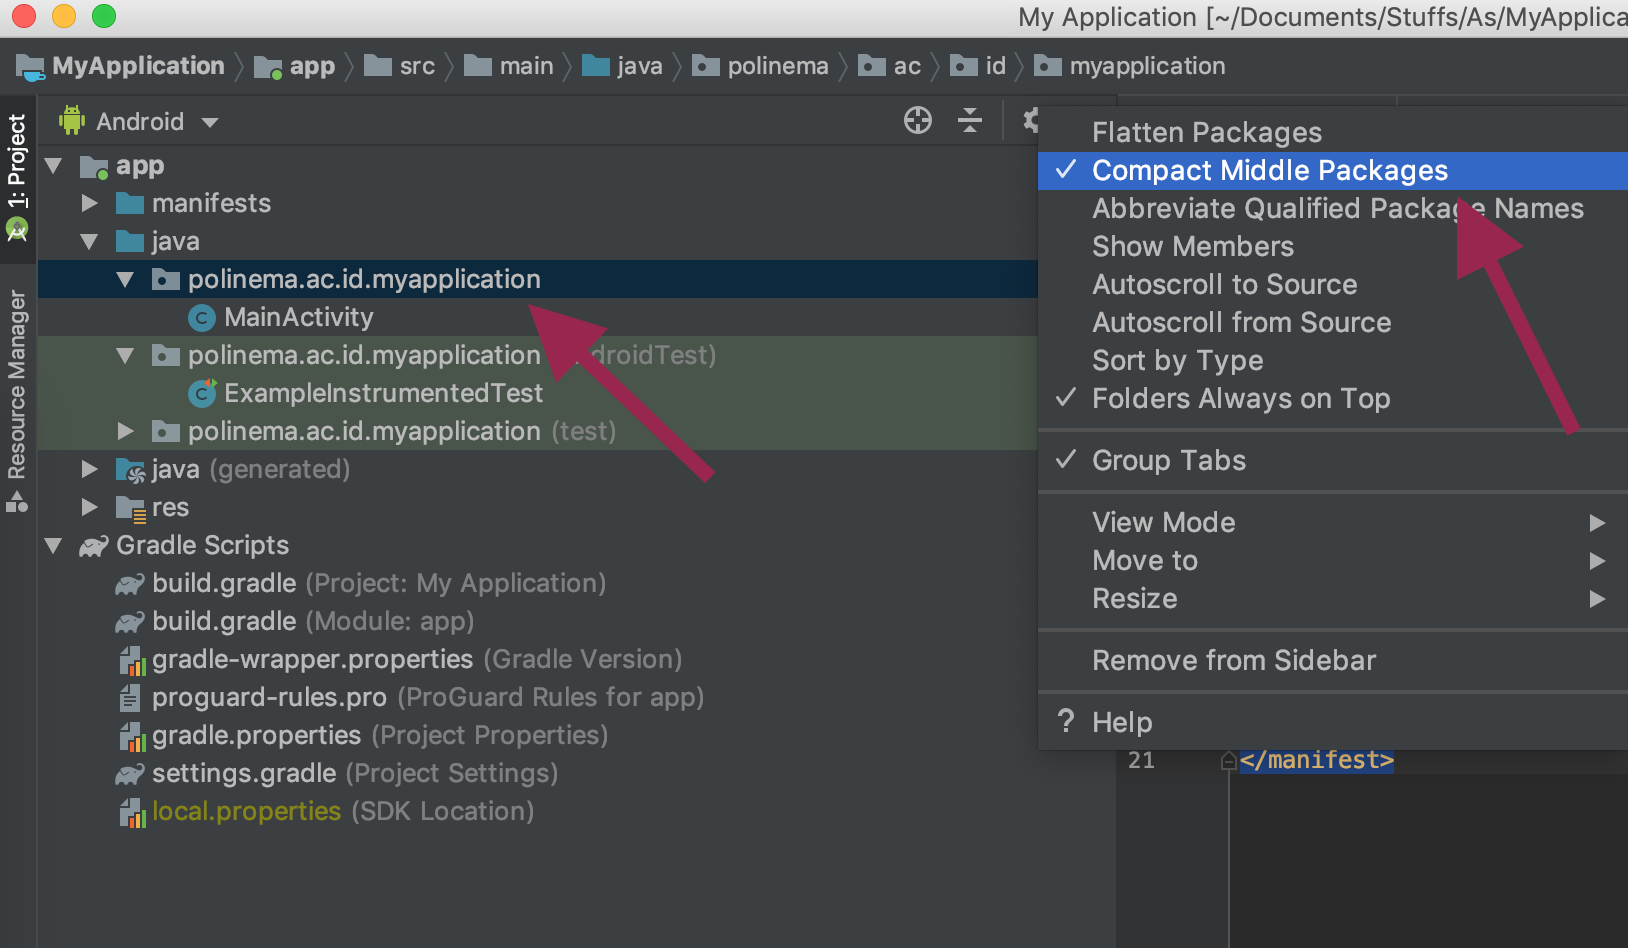 My Application [~/Documents/Stuffs/As/MyApplica
MyApplication app src main java polinema ac id myapplication
1: Project
Resource Manager
Android
app
manifests
java
polinema.ac.id.myapplication
MainActivity
polinema.ac.id.myapplication droidTest)
ExampleInstrumentedTest
polinema.ac.id.myapplication (test)
java (generated)
res
Gradle Scripts
build.gradle (Project: My Application)
build.gradle (Module: app)
gradle-wrapper.properties (Gradle Version)
proguard-rules.pro (ProGuard Rules for app)
gradle.properties (Project Properties)
settings.gradle (Project Settings)
local.properties (SDK Location)
Flatten Packages
✓ Compact Middle Packages
Abbreviate Qualified Package Names
Show Members
Autoscroll to Source
Autoscroll from Source
Sort by Type
✓ Folders Always on Top
✓ Group Tabs
View Mode
Move to
Resize
Remove from Sidebar
? Help
21 </manifest>